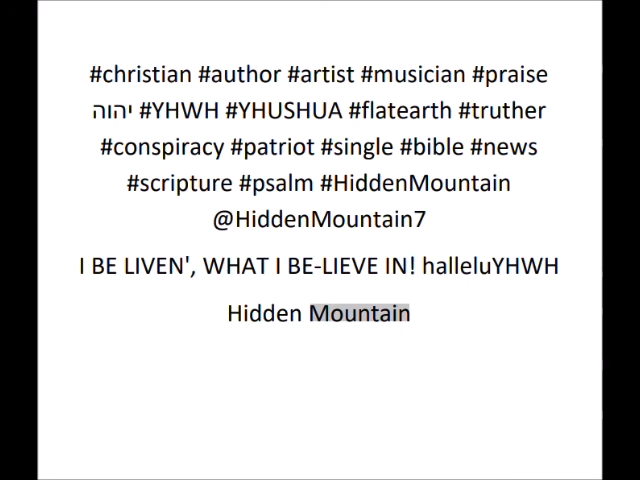 #christian #author #artist #musician #praise
יהוה #YHWH #YHUSHUA #flatearth #truther
#conspiracy #patriot #single #bible #news
#scripture #psalm #HiddenMountain
@HiddenMountain7
I BE LIVEN', WHAT I BE-LIEVE IN! halleluYHWH
Hidden Mountain